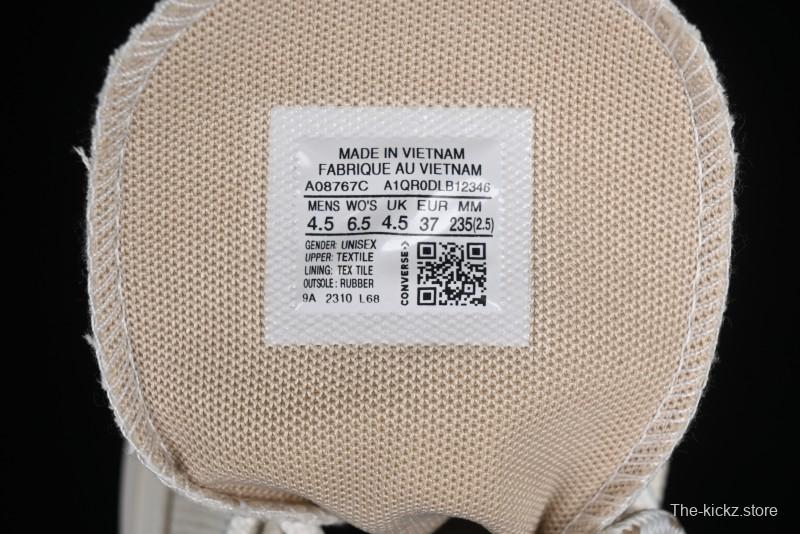 MADE IN VIETNAM
FABRIQUE AU VIETNAM
A08767C A1QR0DLB12346
MENS WO'S UK EUR MM
4.5 6.5 4.5 37 235(2.5)
GENDER: UNISEX
UPPER: TEXTILE
LINING: TEX TILE
OUTSOLE: RUBBER
9A 2310 L68
CONVERSE
The-kickz.store